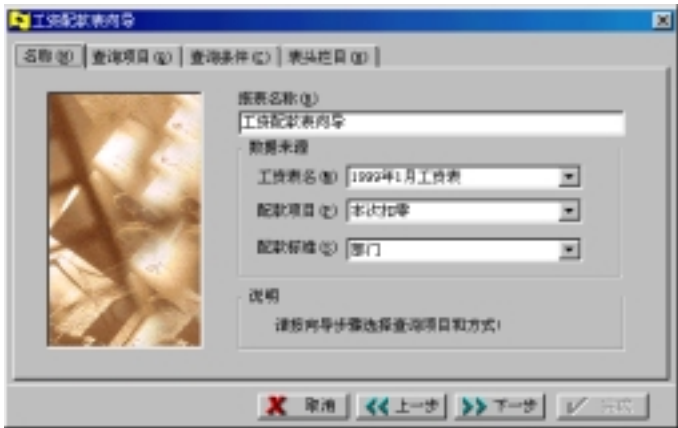 工资配款表向导
名称(N) 查询项目(Q) 查询条件(C) 表头栏目(H)
报表名称(R)
工资配款表向导
数据来源
工资表名(M) 1999年1月工资表
配款项目(P) 本次扣零
配款标准(S) 部门
说明
请按向导步骤选择查询项目和方式!
取消 上一步 下一步 完成